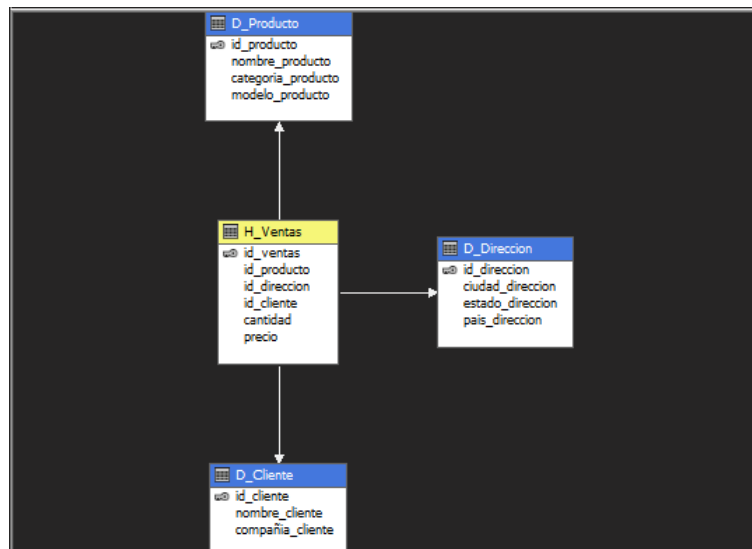 D_Producto
id_producto
nombre_producto
categoria_producto
modelo_producto
H_Ventas
id_ventas
id_producto
id_direccion
id_cliente
cantidad
precio
D_Direccion
id_direccion
ciudad_direccion
estado_direccion
pais_direccion
D_Cliente
id_cliente
nombre_cliente
compañia_cliente